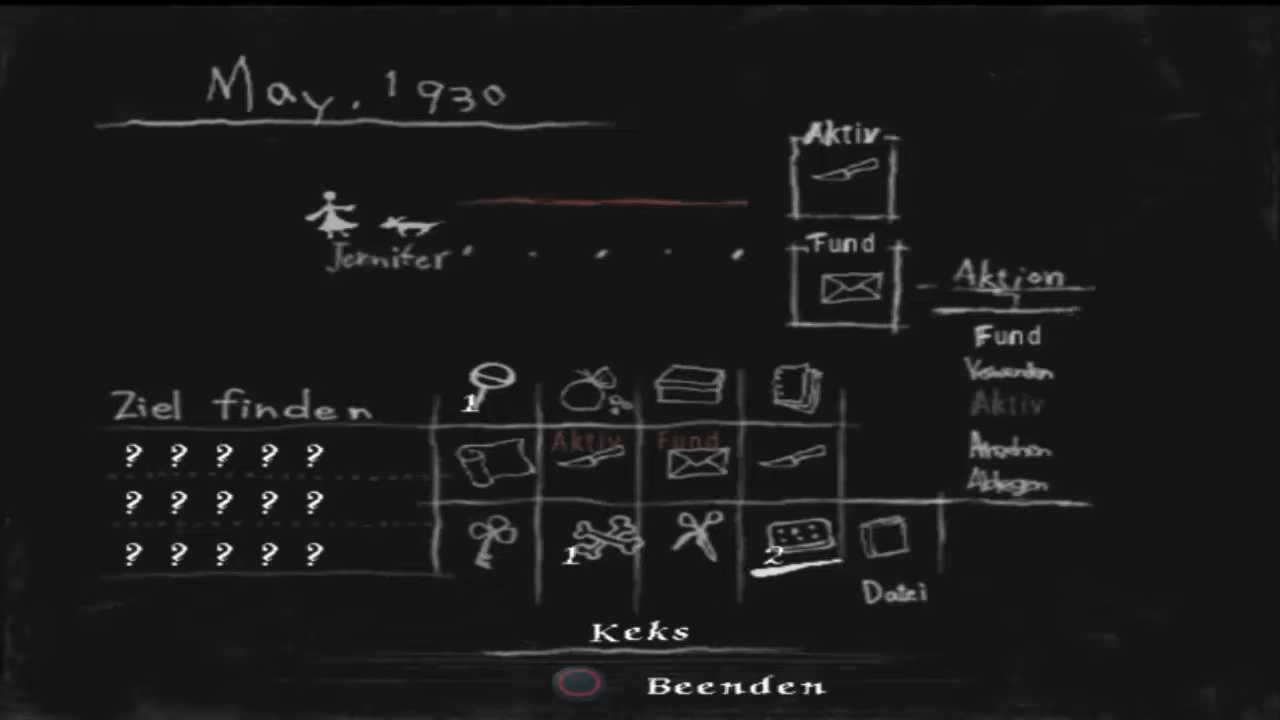 May. 1930
Aktiv
Jennifer
Fund
Aktion
Fund
Verwenden
Aktiv
Ansehen
Ablegen
1
Ziel finden
Aktiv Fund
? ? ? ? ?
? ? ? ? ?
? ? ? ? ?
1 2
Datei
Keks
Beenden